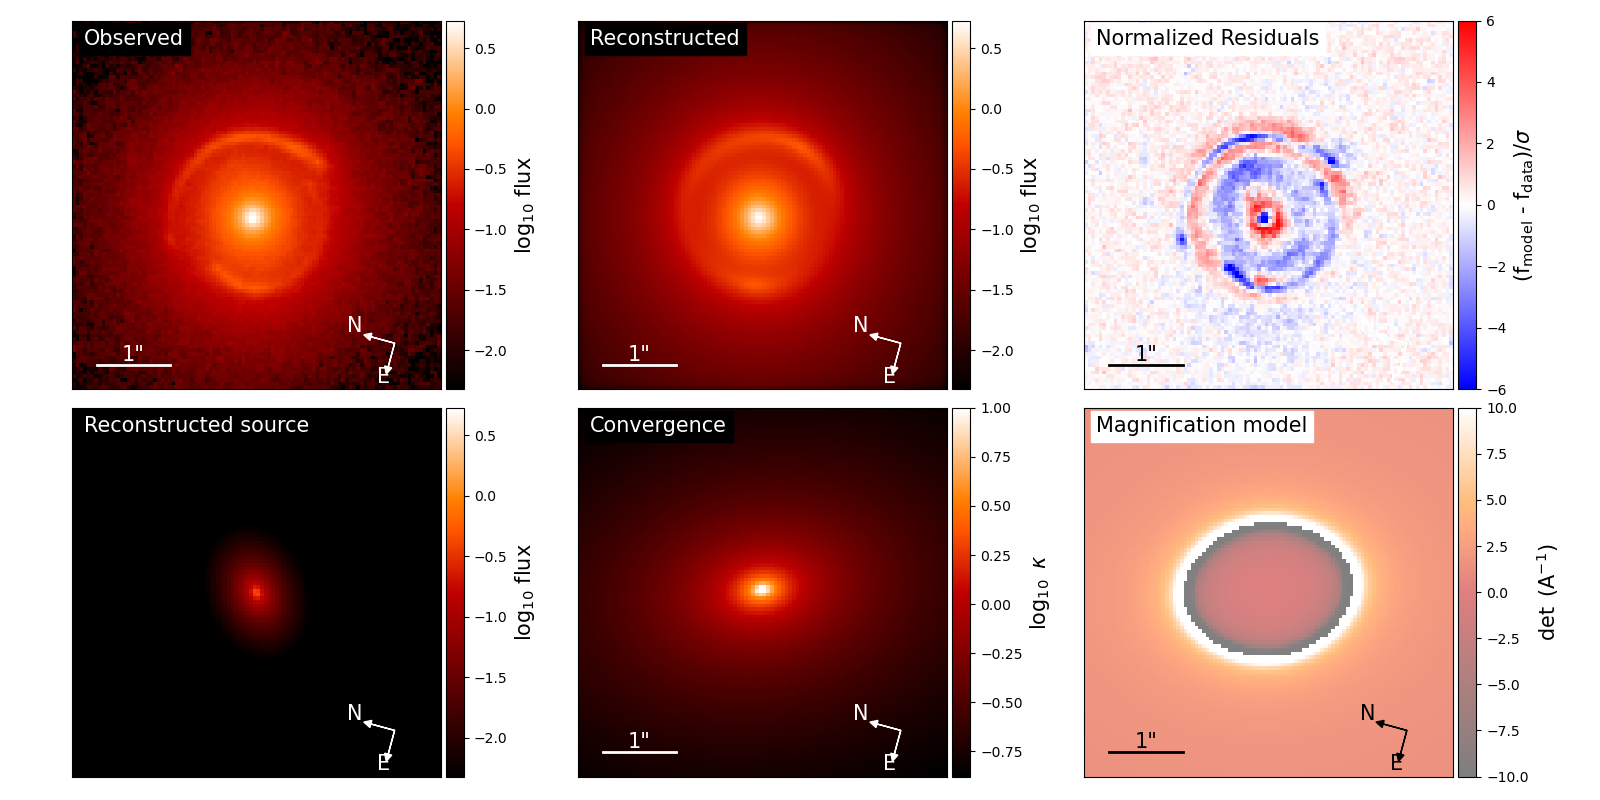 Observed
0.5
0.0
−0.5
−1.0
−1.5
−2.0
log₁₀ flux
N
E
1"
Reconstructed
0.5
0.0
−0.5
−1.0
−1.5
−2.0
log₁₀ flux
N
E
1"
Normalized Residuals
6
4
2
0
−2
−4
−6
(f_model - f_data)/σ
1"
Reconstructed source
0.5
0.0
−0.5
−1.0
−1.5
−2.0
log₁₀ flux
N
E
Convergence
1.00
0.75
0.50
0.25
0.00
−0.25
−0.50
−0.75
log₁₀ κ
N
E
1"
Magnification model
10.0
7.5
5.0
2.5
0.0
−2.5
−5.0
−7.5
−10.0
det (A⁻¹)
N
E
1"